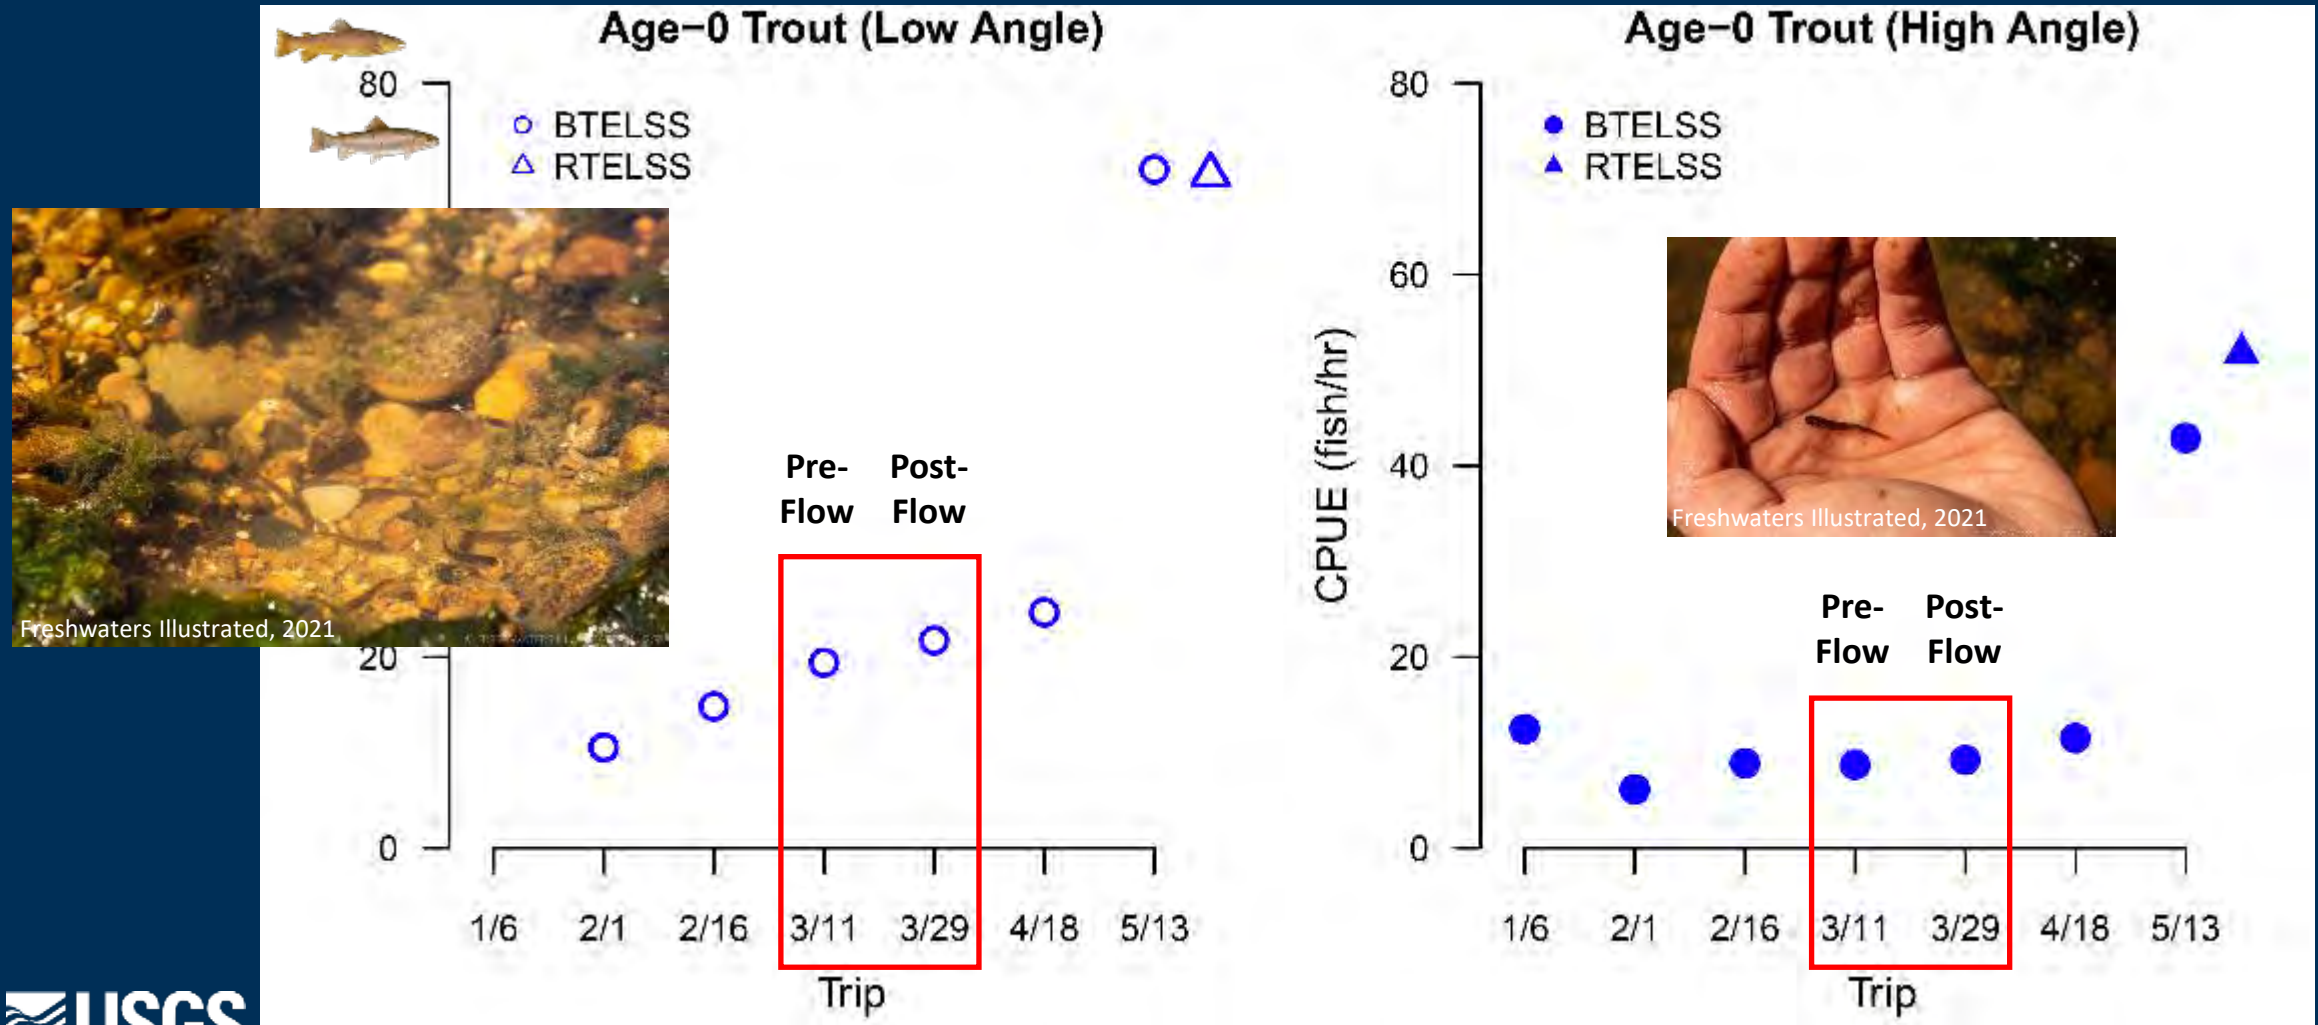 Age-0 Trout (Low Angle)
80
BTELSS
RTELSS
Freshwaters Illustrated, 2021
Pre- Post-
Flow Flow
20
0
1/6 2/1 2/16 3/11 3/29 4/18 5/13
Trip
USGS
Age-0 Trout (High Angle)
80
BTELSS
RTELSS
60
CPUE (fish/hr)
40
Freshwaters Illustrated, 2021
Pre- Post-
Flow Flow
20
0
1/6 2/1 2/16 3/11 3/29 4/18 5/13
Trip